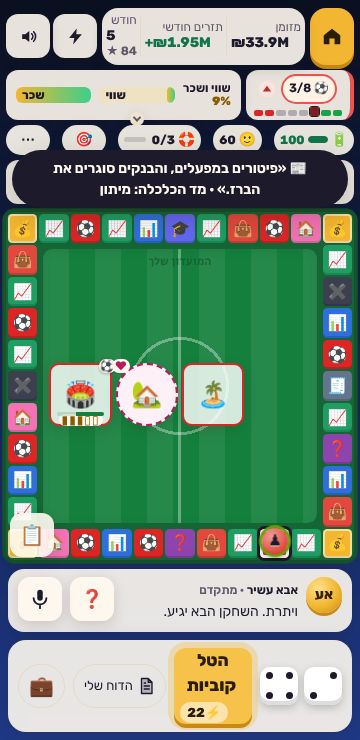 מזומן
₪33.9M
תזרים חודשי
+₪1.95M
חודש
5
★ 84
3/8
שווי ושכר
9%
שווי
שכר
100
60
0/3
...
«פיטורים במפעלים, והבנקים סוגרים את
הברז.» • מד הכלכלה: מיתון
המועדון שלך
אע
אבא עשיר • מתקדם
ויתרת. השחקן הבא יגיע.
הטל
קוביות
22
הדוח שלי